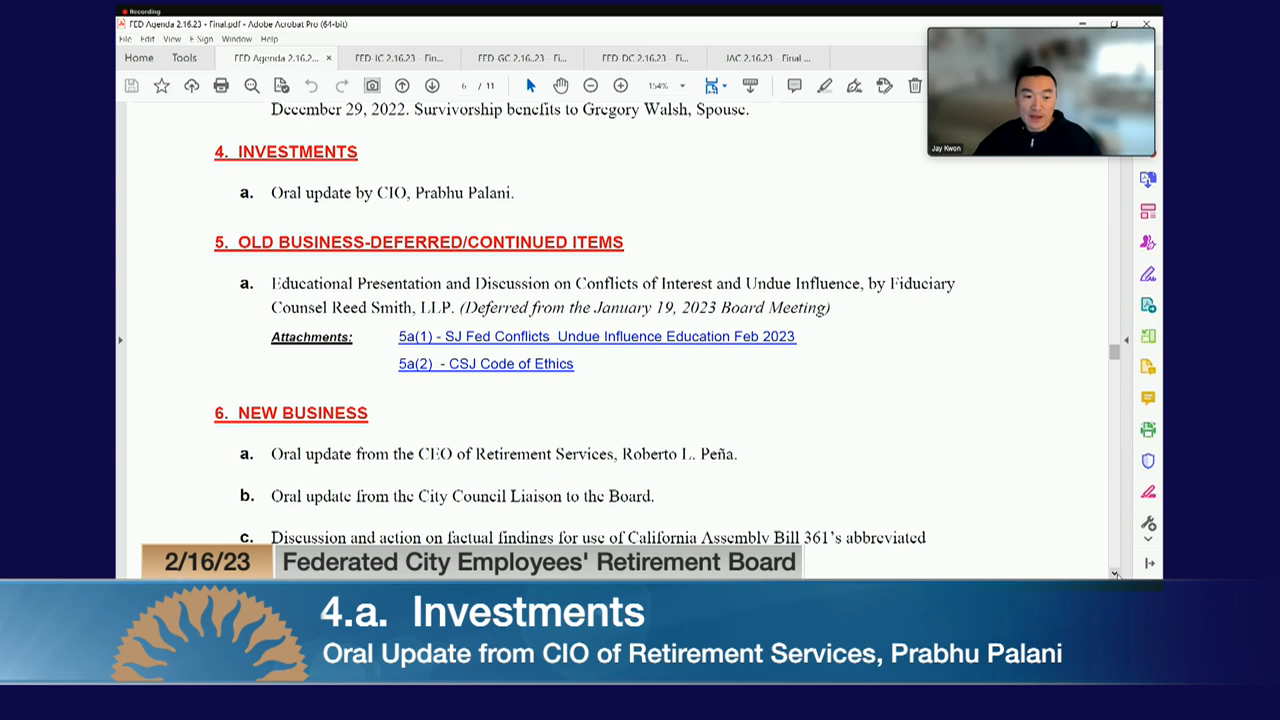 Recording
FED Agenda 2.16.23 - Final.pdf - Adobe Acrobat Pro (64-bit)
File Edit View E-Sign Window Help
Home Tools FED Agenda 2.16.2... × FED-IC 2.16.23 - Fin... FED-GC 2.16.23 - Fi... FED-DC 2.16.23 - Fi... JAC 2.16.23 - Final ...
6 / 11 154%
Jay Kwon
December 29, 2022. Survivorship benefits to Gregory Walsh, Spouse.
4. INVESTMENTS
a. Oral update by CIO, Prabhu Palani.
5. OLD BUSINESS-DEFERRED/CONTINUED ITEMS
a. Educational Presentation and Discussion on Conflicts of Interest and Undue Influence, by Fiduciary
Counsel Reed Smith, LLP. (Deferred from the January 19, 2023 Board Meeting)
Attachments: 5a(1) - SJ Fed Conflicts Undue Influence Education Feb 2023
5a(2) - CSJ Code of Ethics
6. NEW BUSINESS
a. Oral update from the CEO of Retirement Services, Roberto L. Peña.
b. Oral update from the City Council Liaison to the Board.
c. Discussion and action on factual findings for use of California Assembly Bill 361's abbreviated
2/16/23 Federated City Employees' Retirement Board
4.a. Investments
Oral Update from CIO of Retirement Services, Prabhu Palani